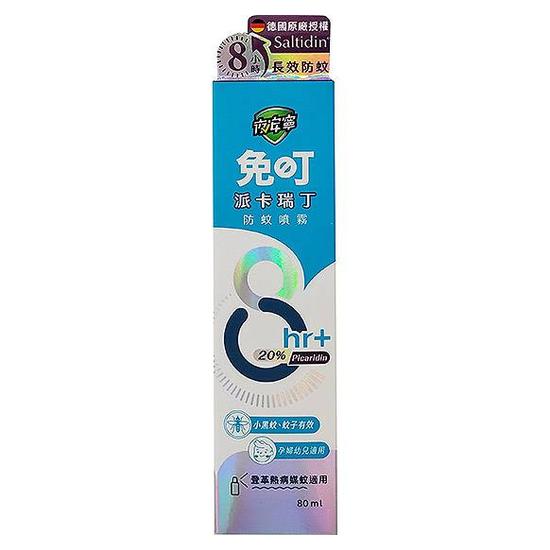 德國原廠授權
Saltidin
8小時
長效防蚊
夜安寧
免叮
派卡瑞丁
防蚊噴霧
8
hr+
20% Picaridin
小黑蚊、蚊子有效
孕婦幼兒適用
登革熱病媒蚊適用
80 ml